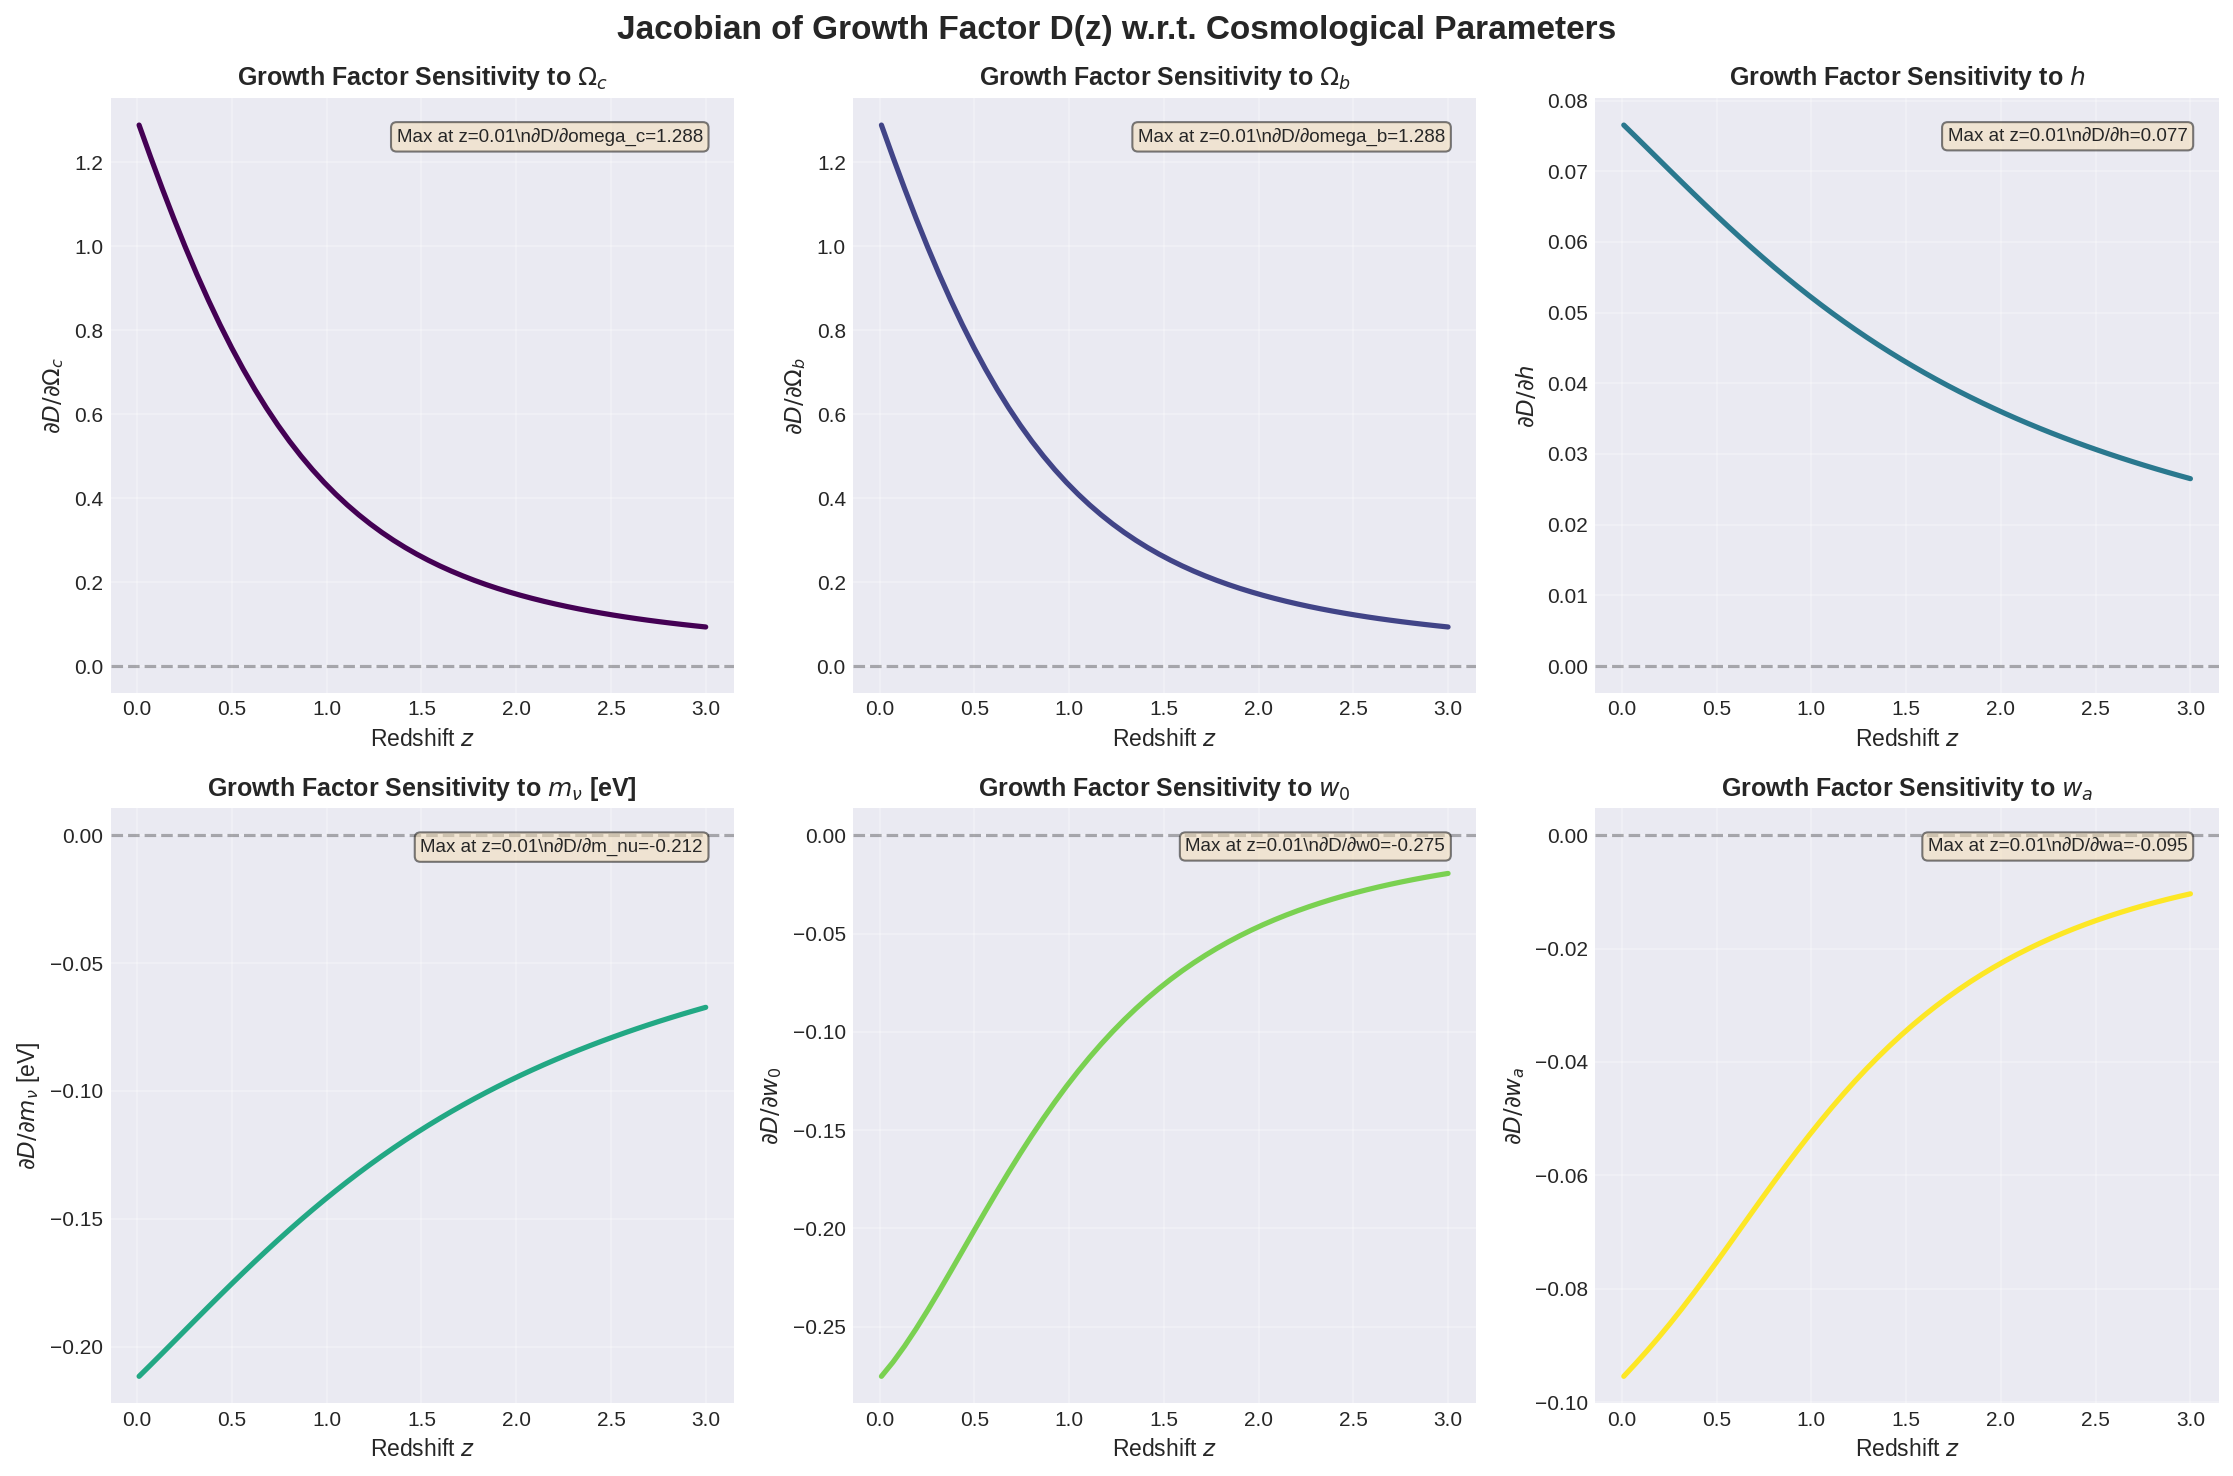 Jacobian of Growth Factor D(z) w.r.t. Cosmological Parameters
Growth Factor Sensitivity to Ω_c
Max at z=0.01\n∂D/∂omega_c=1.288
∂D/∂Ω_c
1.2
1.0
0.8
0.6
0.4
0.2
0.0
0.0 0.5 1.0 1.5 2.0 2.5 3.0
Redshift z
Growth Factor Sensitivity to Ω_b
Max at z=0.01\n∂D/∂omega_b=1.288
∂D/∂Ω_b
1.2
1.0
0.8
0.6
0.4
0.2
0.0
0.0 0.5 1.0 1.5 2.0 2.5 3.0
Redshift z
Growth Factor Sensitivity to h
Max at z=0.01\n∂D/∂h=0.077
∂D/∂h
0.08
0.07
0.06
0.05
0.04
0.03
0.02
0.01
0.00
0.0 0.5 1.0 1.5 2.0 2.5 3.0
Redshift z
Growth Factor Sensitivity to m_ν [eV]
Max at z=0.01\n∂D/∂m_nu=-0.212
∂D/∂m_ν [eV]
0.00
−0.05
−0.10
−0.15
−0.20
0.0 0.5 1.0 1.5 2.0 2.5 3.0
Redshift z
Growth Factor Sensitivity to w_0
Max at z=0.01\n∂D/∂w0=-0.275
∂D/∂w_0
0.00
−0.05
−0.10
−0.15
−0.20
−0.25
0.0 0.5 1.0 1.5 2.0 2.5 3.0
Redshift z
Growth Factor Sensitivity to w_a
Max at z=0.01\n∂D/∂wa=-0.095
∂D/∂w_a
0.00
−0.02
−0.04
−0.06
−0.08
−0.10
0.0 0.5 1.0 1.5 2.0 2.5 3.0
Redshift z